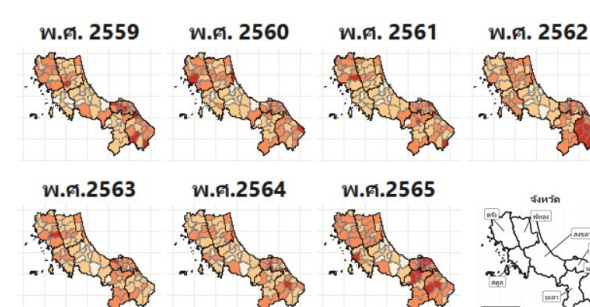 พ.ศ. 2559 พ.ศ. 2560 พ.ศ. 2561 พ.ศ. 2562
พ.ศ.2563 พ.ศ.2564 พ.ศ.2565
จังหวัด
ตรัง พัทลุง
สงขลา
สตูล
ยะลา